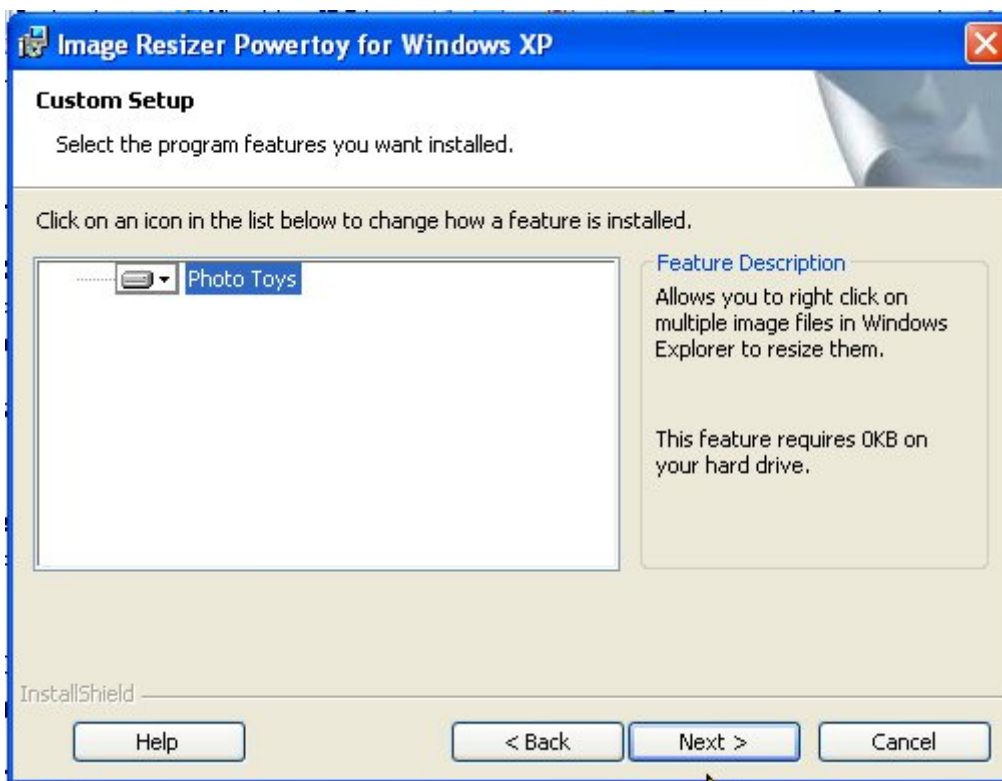 Image Resizer Powertoy for Windows XP
Custom Setup
Select the program features you want installed.
Click on an icon in the list below to change how a feature is installed.
Photo Toys
Feature Description
Allows you to right click on
multiple image files in Windows
Explorer to resize them.
This feature requires 0KB on
your hard drive.
InstallShield
Help
< Back
Next >
Cancel